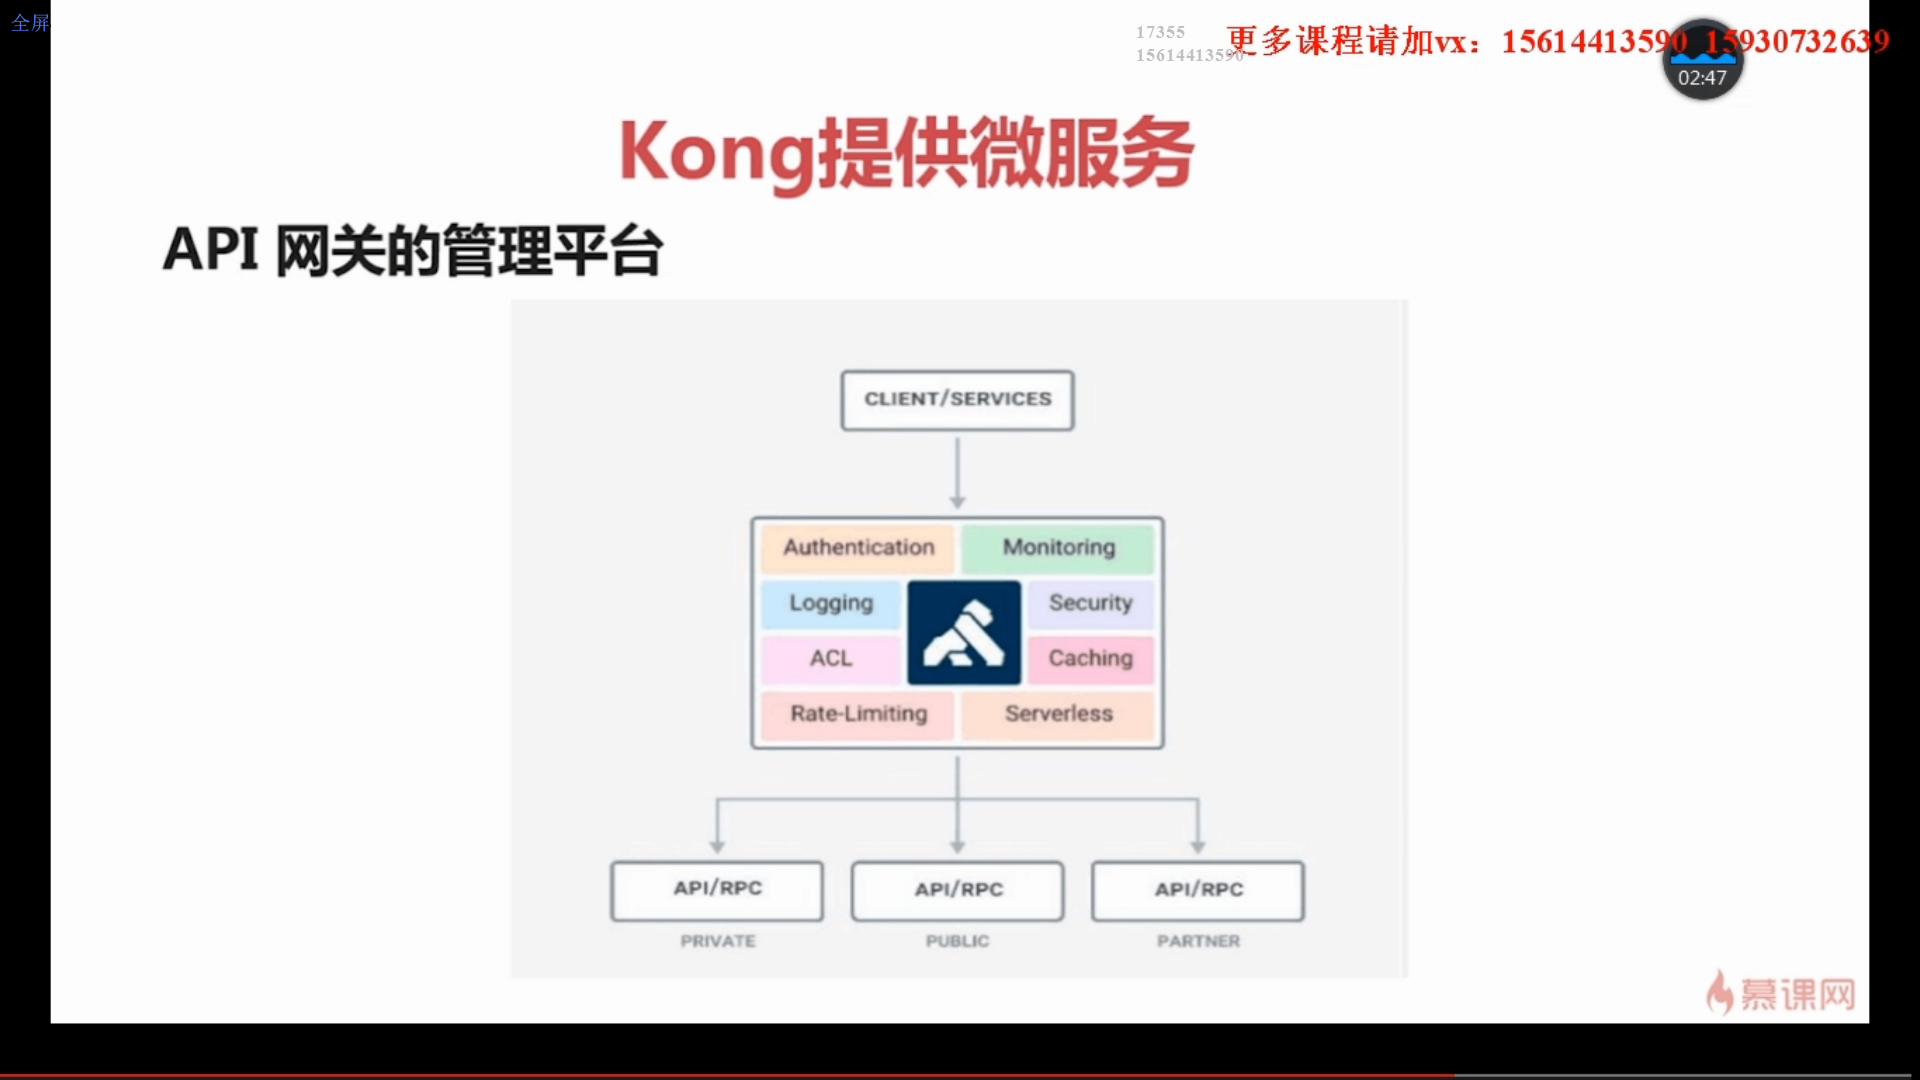 全屏
17355
15614413590
更多课程请加vx：15614413590_15930732639
02:47
Kong提供微服务
API 网关的管理平台
CLIENT/SERVICES
Authentication
Monitoring
Logging
Security
ACL
Caching
Rate-Limiting
Serverless
API/RPC
API/RPC
API/RPC
PRIVATE
PUBLIC
PARTNER
慕课网